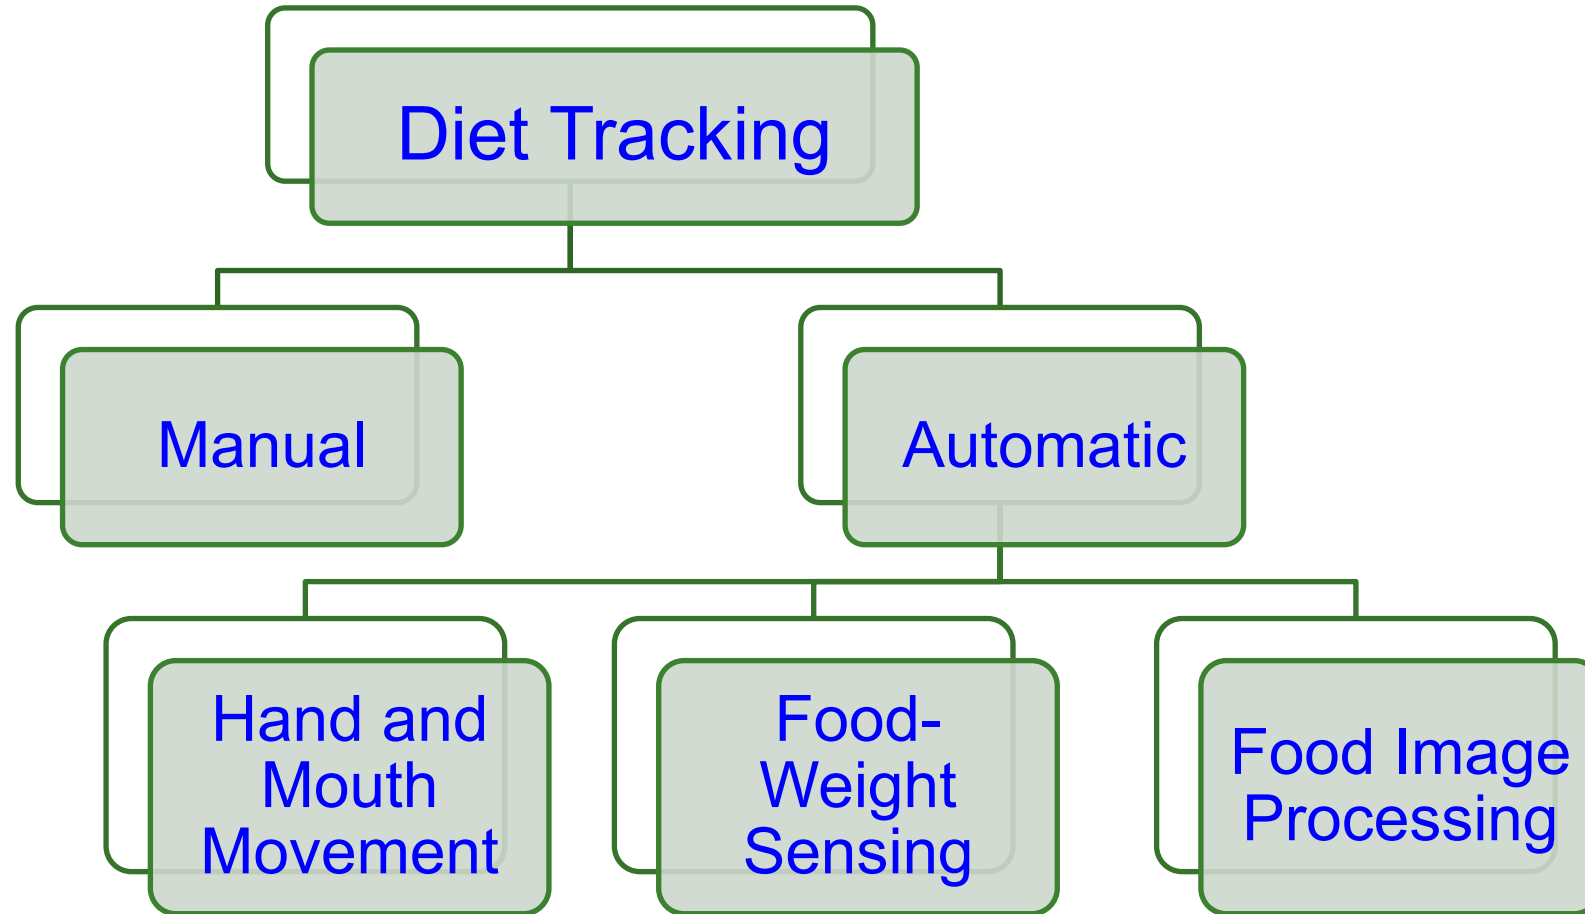 Diet Tracking
Manual
Automatic
Hand and
Mouth
Movement
Food-
Weight
Sensing
Food Image
Processing